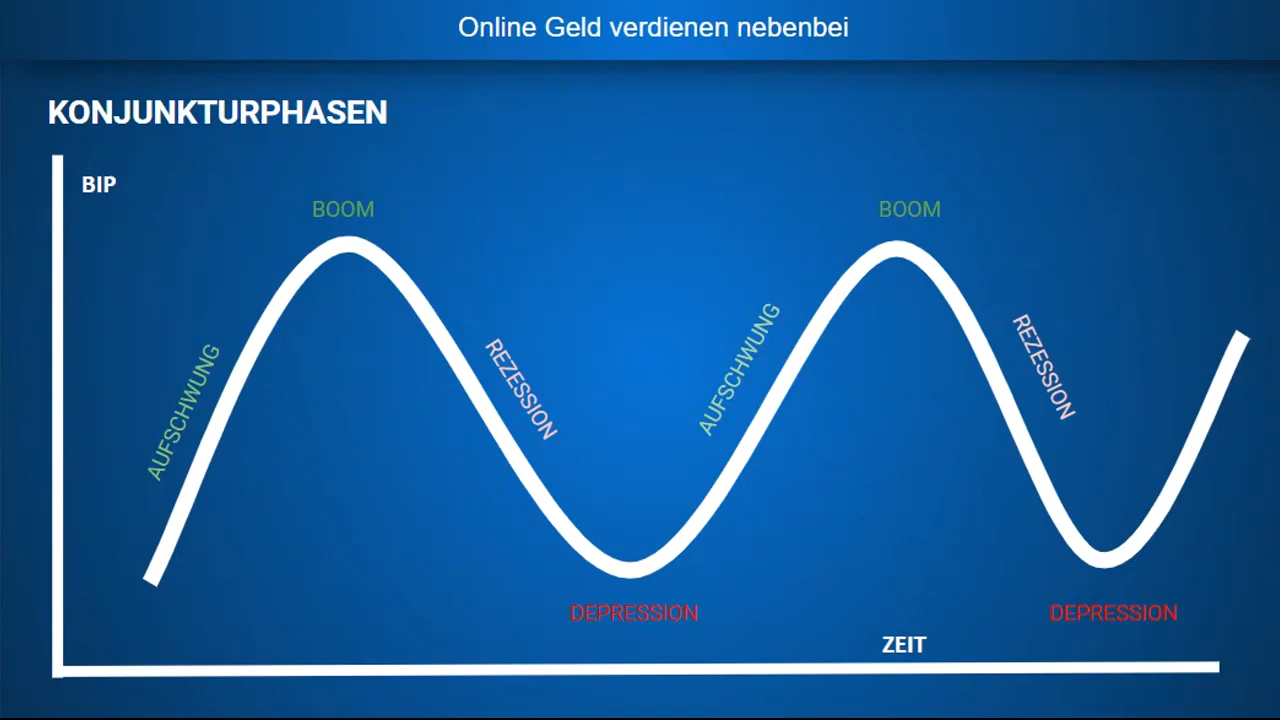 Online Geld verdienen nebenbei
KONJUNKTURPHASEN
BIP
BOOM
BOOM
AUFSCHWUNG
REZESSION
AUFSCHWUNG
REZESSION
DEPRESSION
DEPRESSION
ZEIT